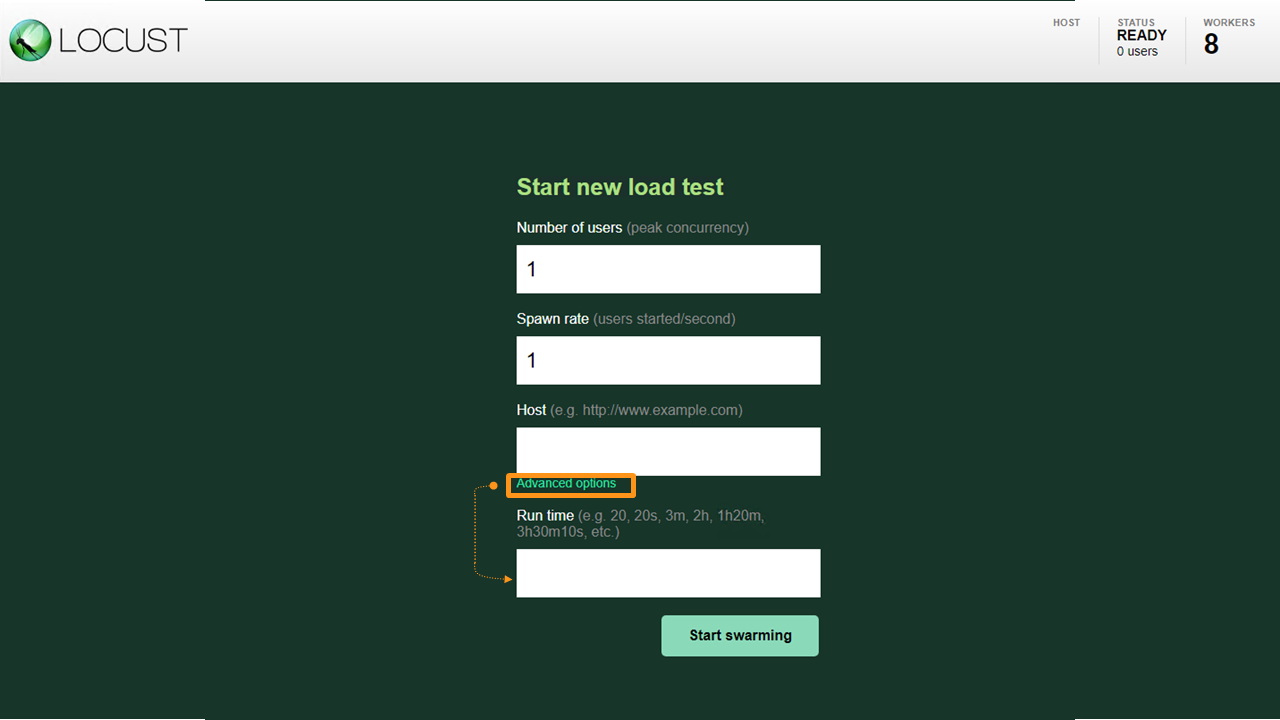 LOCUST
HOST
STATUS
READY
0 users
WORKERS
8
Start new load test
Number of users (peak concurrency)
1
Spawn rate (users started/second)
1
Host (e.g. http://www.example.com)
Advanced options
Run time (e.g. 20, 20s, 3m, 2h, 1h20m,
3h30m10s, etc.)
Start swarming